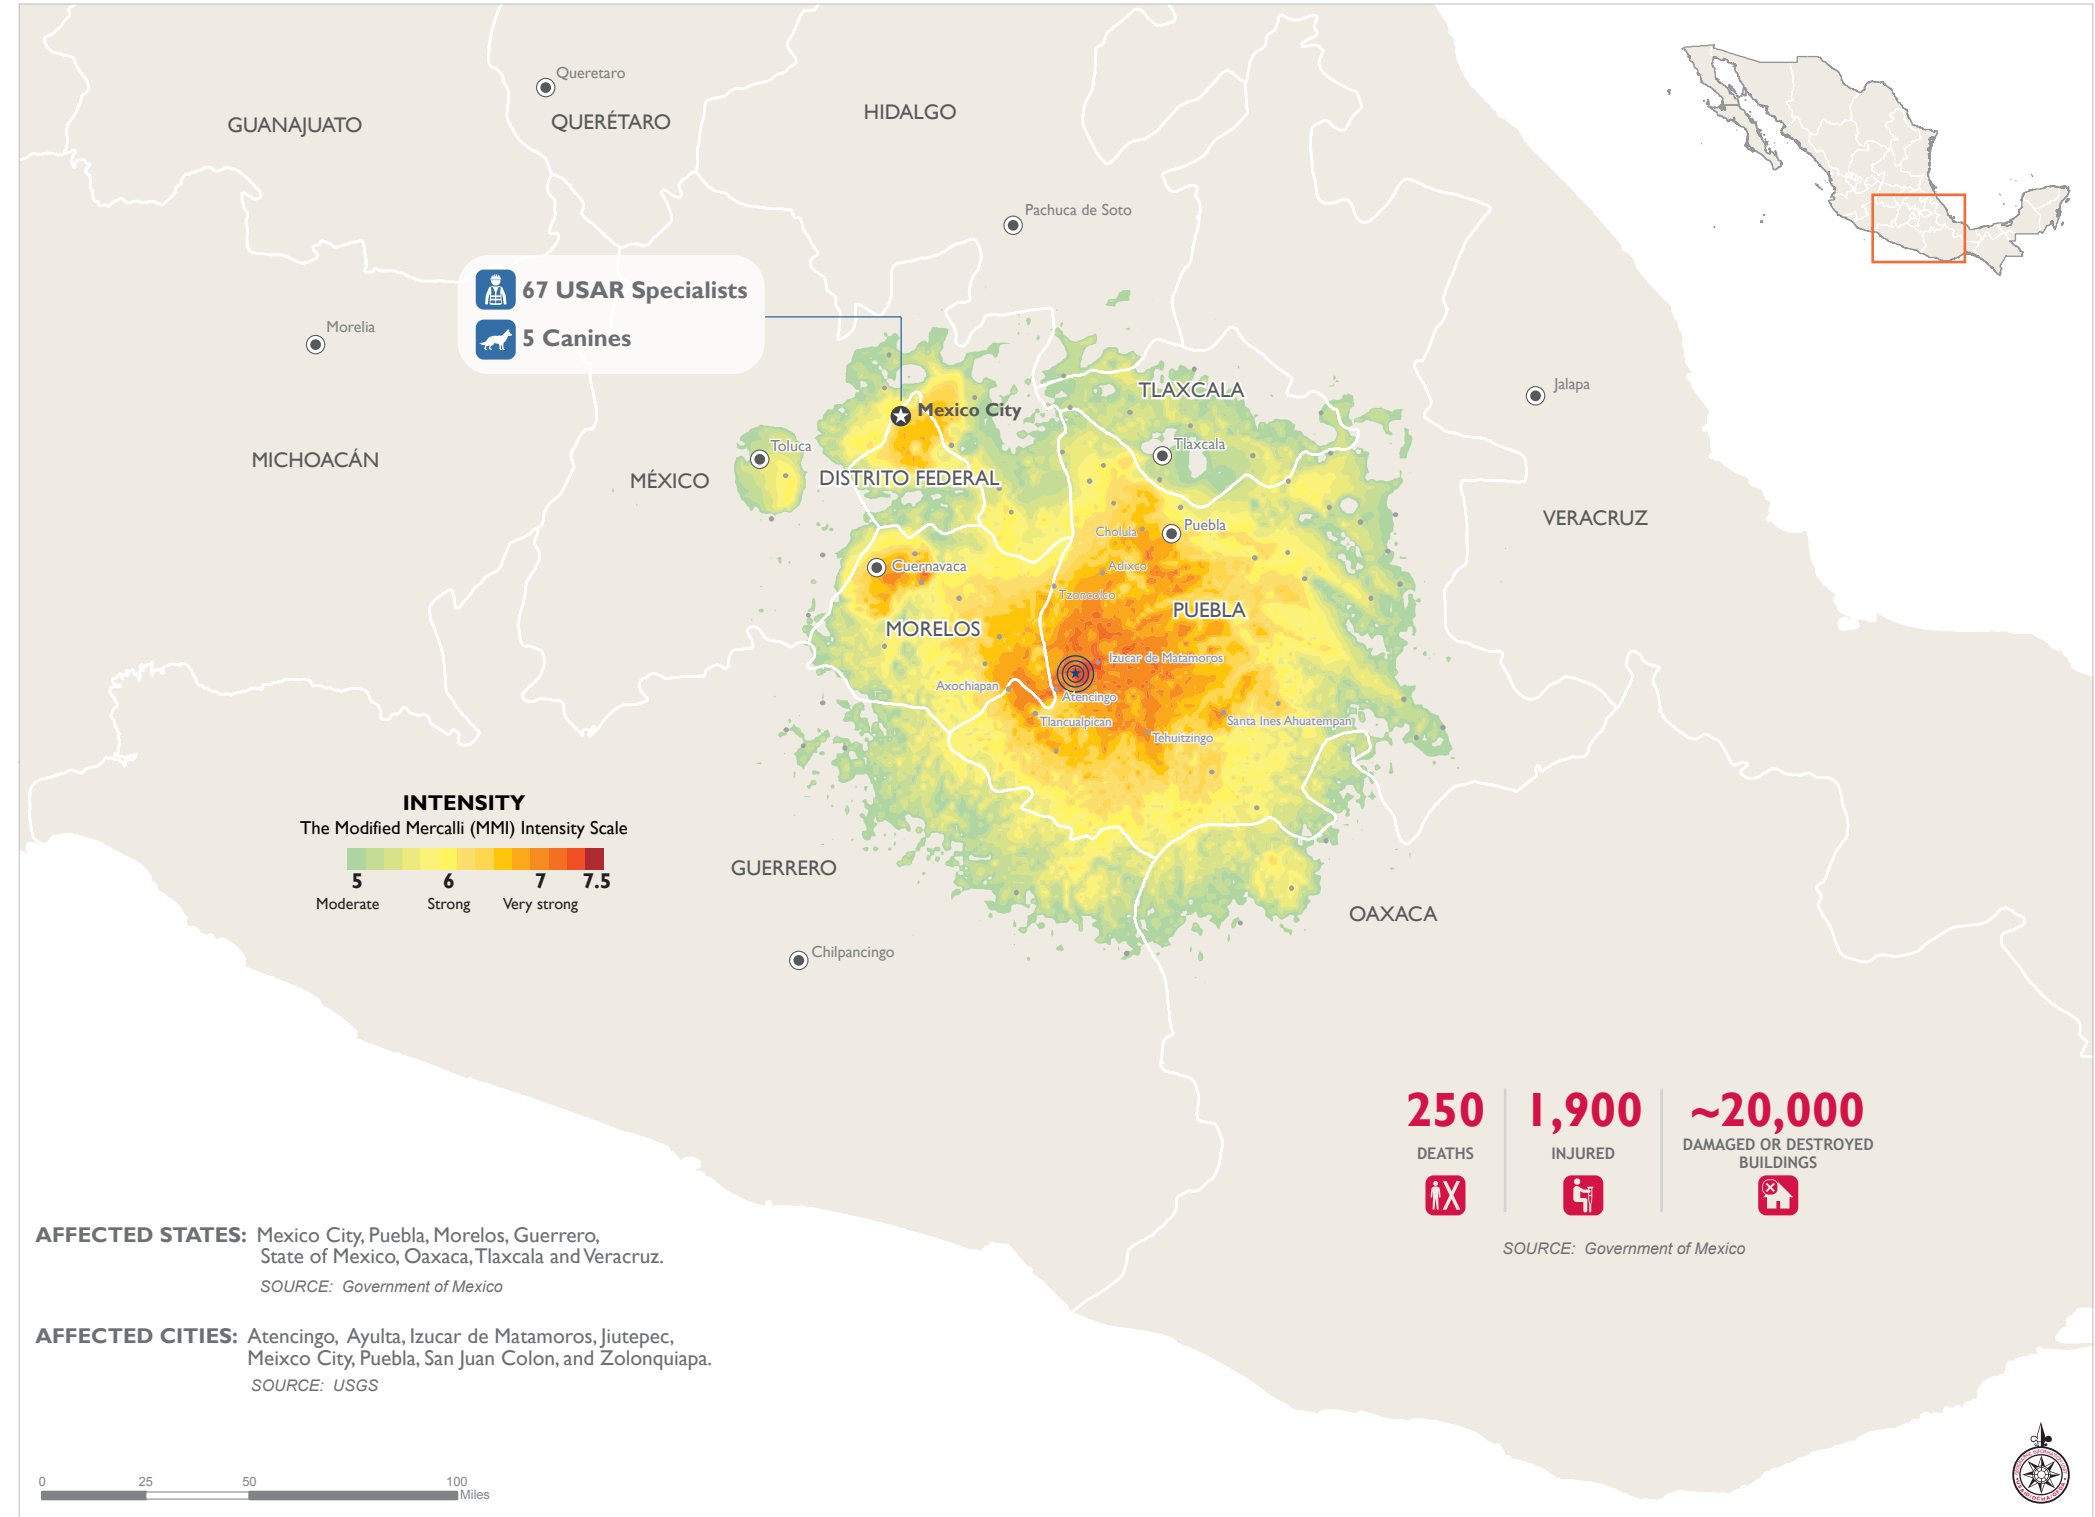 Queretaro
GUANAJUATO
QUERÉTARO
HIDALGO
Pachuca de Soto
67 USAR Specialists
5 Canines
Morelia
Jalapa
TLAXCALA
Mexico City
Toluca
Tlaxcala
MICHOACÁN
MÉXICO
DISTRITO FEDERAL
VERACRUZ
Cholula
Puebla
Cuernavaca
Atlixco
Tzoncolco
PUEBLA
MORELOS
Izucar de Matamoros
Axochiapan
Atencingo
Tlancualpican
Santa Ines Ahuatempan
Tehuitzingo
INTENSITY
The Modified Mercalli (MMI) Intensity Scale
5 6 7 7.5
Moderate Strong Very strong
GUERRERO
OAXACA
Chilpancingo
250 1,900 ~20,000
DEATHS INJURED DAMAGED OR DESTROYED
BUILDINGS
SOURCE: Government of Mexico
AFFECTED STATES: Mexico City, Puebla, Morelos, Guerrero,
State of Mexico, Oaxaca, Tlaxcala and Veracruz.
SOURCE: Government of Mexico
AFFECTED CITIES: Atencingo, Ayulta, Izucar de Matamoros, Jiutepec,
Meixco City, Puebla, San Juan Colon, and Zolonquiapa.
SOURCE: USGS
0 25 50 100
Miles